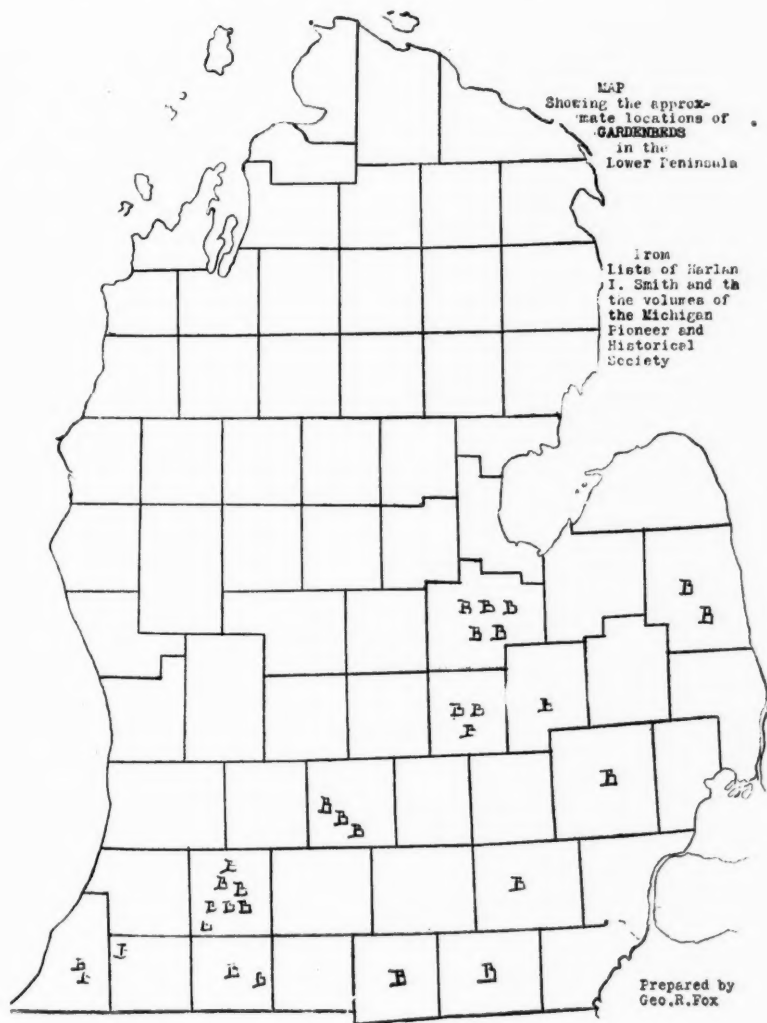 MAP
Showing the approx-
mate locations of
GARDENBEDS
in the
Lower Peninsula
From
Lists of Harlan
I. Smith and th
the volumes of
the Michigan
Pioneer and
Historical
Society
B B B
B B
B
B
B B
B
B
B
B
B
B
B
B
B B
B B B
B
B
B
B
B
B B
B
B
Prepared by
Geo.R.Fox